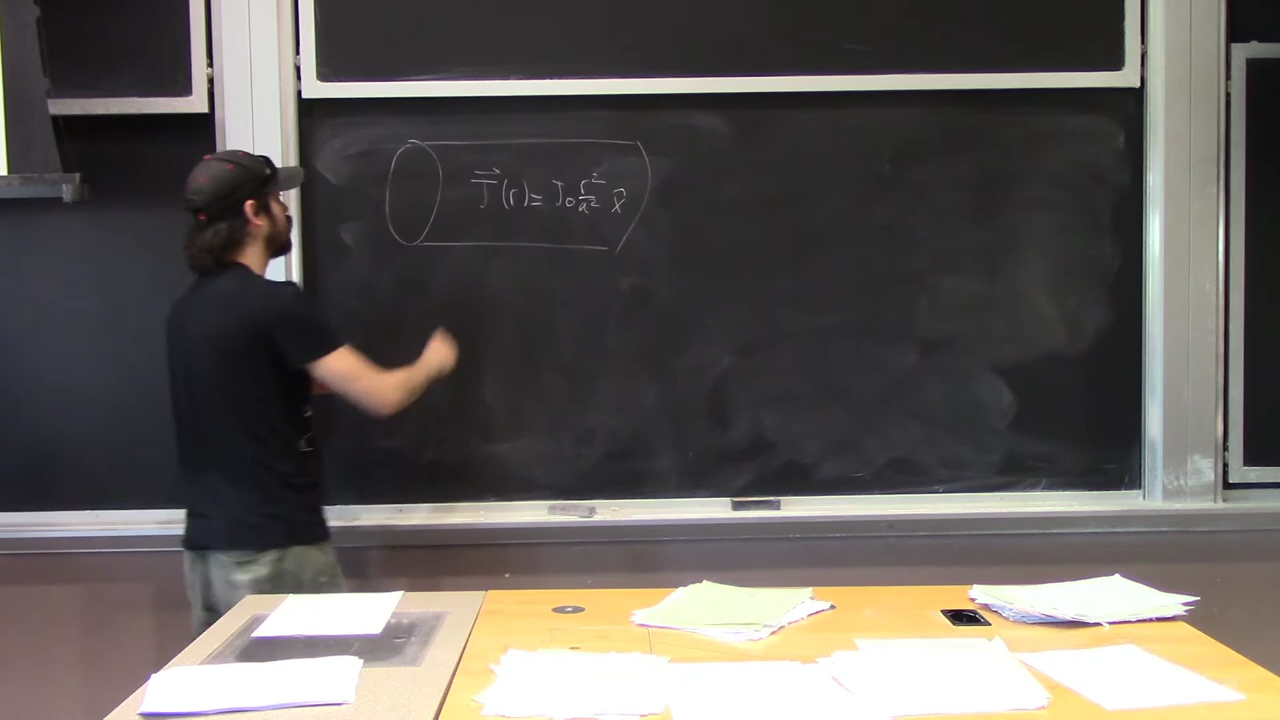 J⃗(r) = J₀ r²/a² x̂